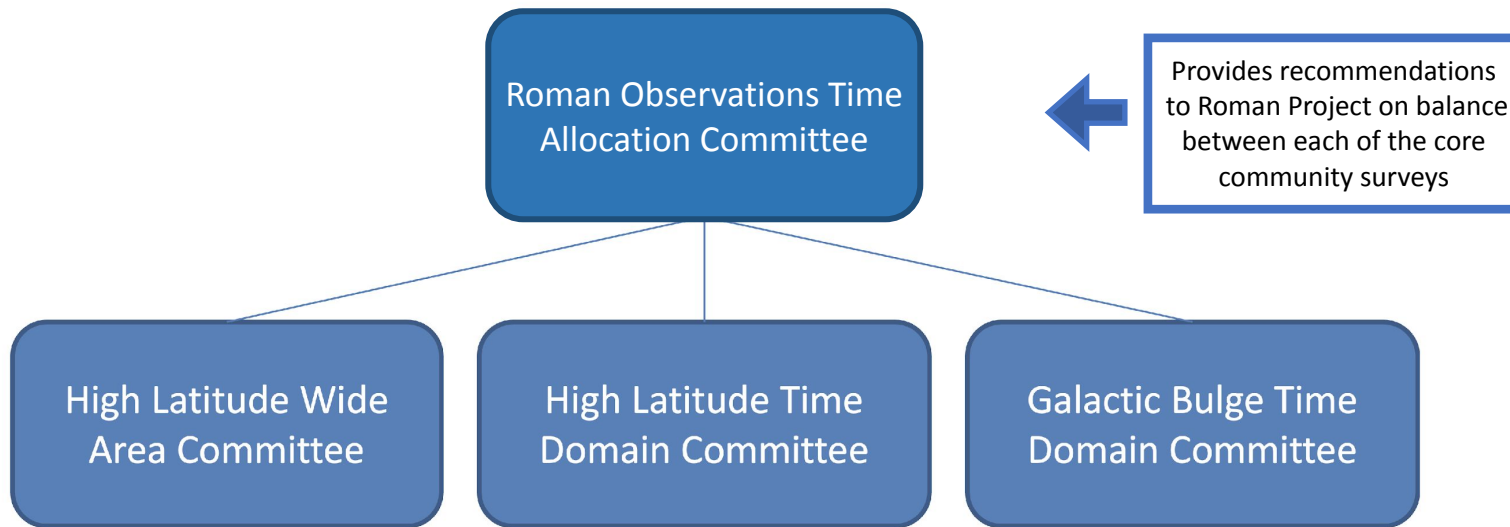 Roman Observations Time
Allocation Committee
Provides recommendations
to Roman Project on balance
between each of the core
community surveys
High Latitude Wide
Area Committee
High Latitude Time
Domain Committee
Galactic Bulge Time
Domain Committee